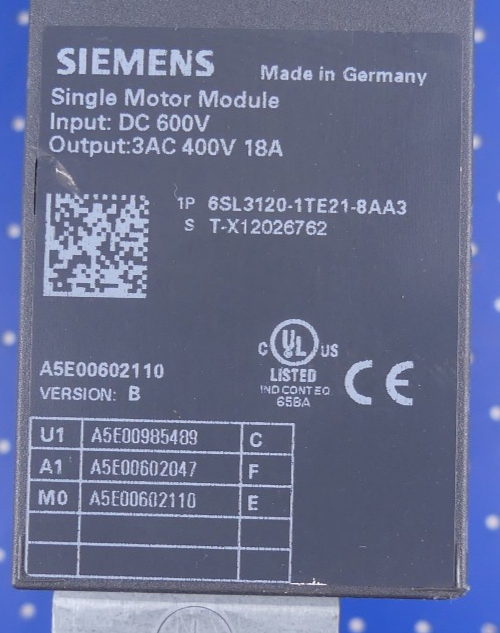 SIEMENS
Made in Germany
Single Motor Module
Input: DC 600V
Output:3AC 400V 18A
1P 6SL3120-1TE21-8AA3
S T-X12026762
C UL US
LISTED
IND CONT EQ
65BA
CE
A5E00602110
VERSION: B
U1 A5E00985489 C
A1 A5E00602047 F
M0 A5E00602110 E